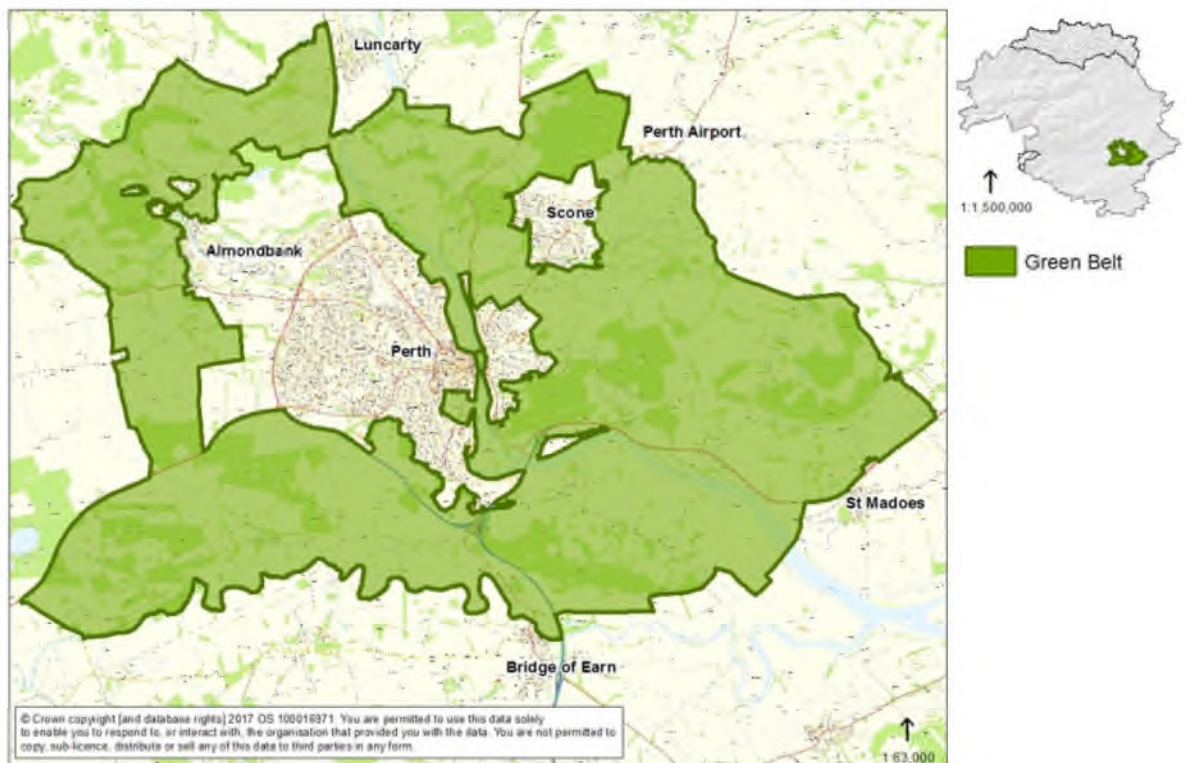 Luncarty
Perth Airport
Scone
Almondbank
Perth
St Madoes
Bridge of Earn
© Crown copyright [and database rights] 2017 OS 100016971. You are permitted to use this data solely
to enable you to respond to, or interact with, the organisation that provided you with the data. You are not permitted to
copy, sub-licence, distribute or sell any of this data to third parties in any form.
1:63,000
1:1,500,000
Green Belt